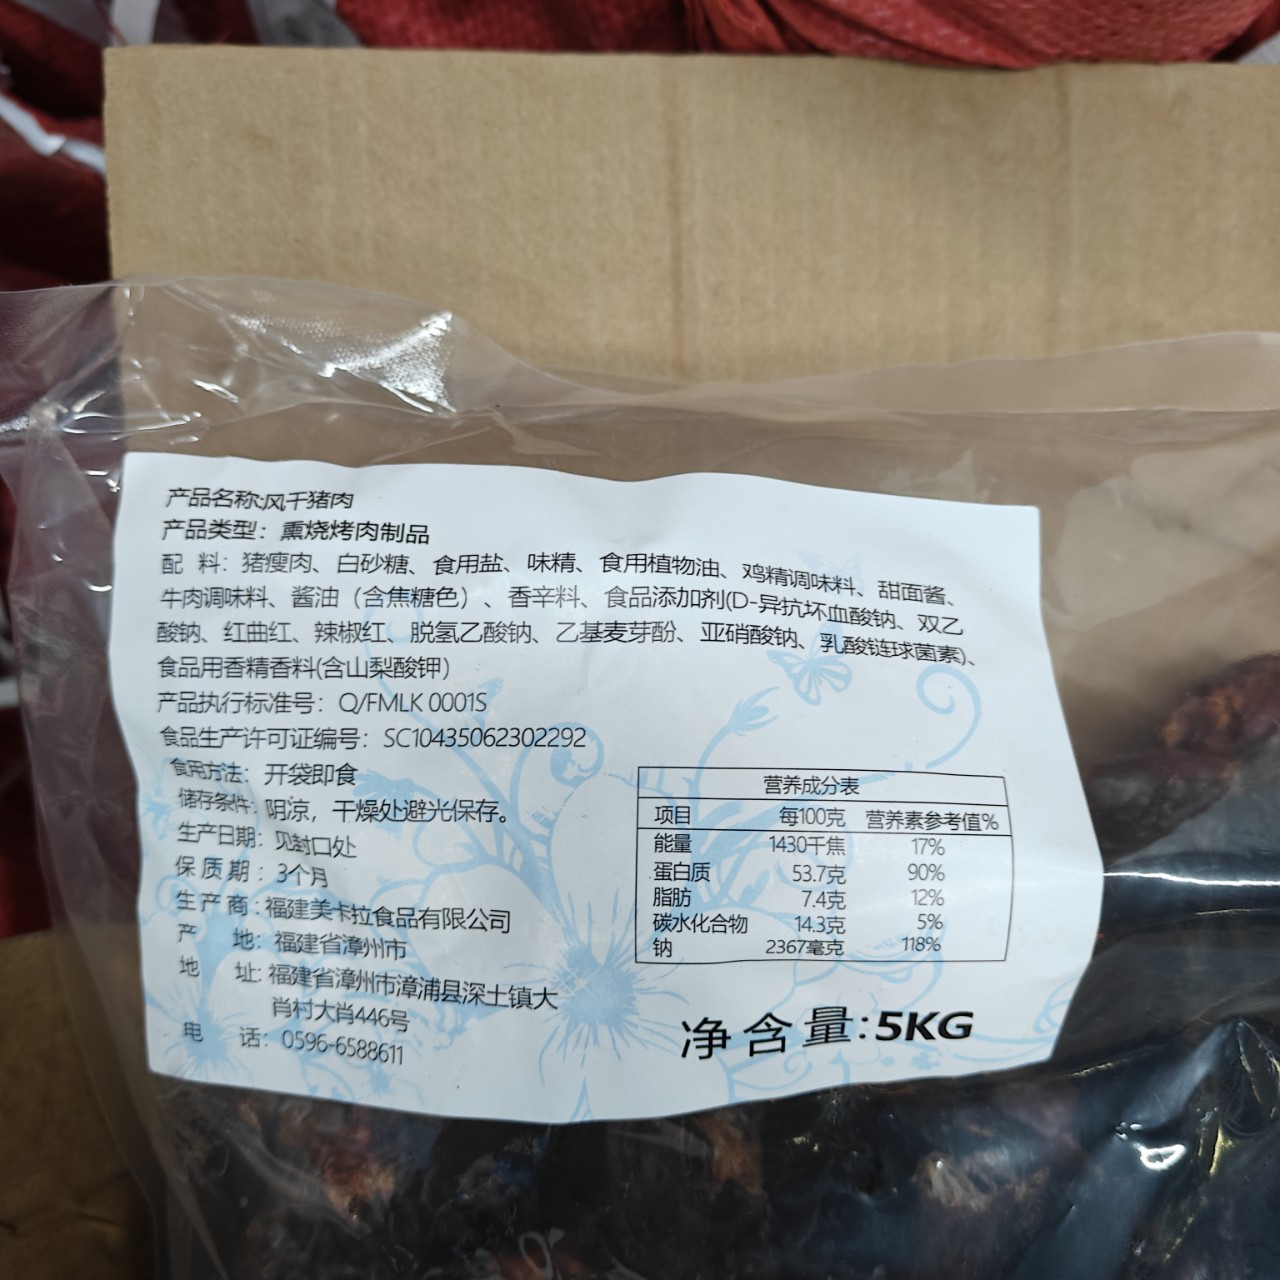 产品名称:风干猪肉
产品类型：熏烧烤肉制品
配 料：猪瘦肉、白砂糖、食用盐、味精、食用植物油、鸡精调味料、甜面酱、
牛肉调味料、酱油（含焦糖色）、香辛料、食品添加剂(D-异抗坏血酸钠、双乙
酸钠、红曲红、辣椒红、脱氢乙酸钠、乙基麦芽酚、亚硝酸钠、乳酸链球菌素)、
食品用香精香料(含山梨酸钾)
产品执行标准号：Q/FMLK 0001S
食品生产许可证编号：SC10435062302292
食用方法：开袋即食
储存条件：阴凉，干燥处避光保存。
生产日期：见封口处
保质期：3个月
生产商：福建美卡拉食品有限公司
产 地：福建省漳州市
地 址：福建省漳州市漳浦县深土镇大
肖村大肖446号
电 话：0596-6588611
营养成分表
项目 每100克 营养素参考值%
能量 1430千焦 17%
蛋白质 53.7克 90%
脂肪 7.4克 12%
碳水化合物 14.3克 5%
钠 2367毫克 118%
净含量:5KG